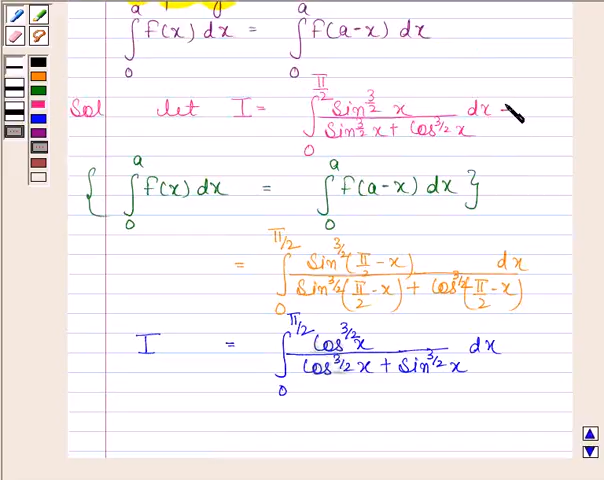 ∫₀ᵃ f(x) dx = ∫₀ᵃ f(a-x) dx
Sol let I = ∫₀^(π/2) sin^(3/2) x / (sin^(3/2) x + cos^(3/2) x) dx -
{ ∫₀ᵃ f(x) dx = ∫₀ᵃ f(a-x) dx }
= ∫₀^(π/2) sin^(3/2) (π/2 - x) / (sin^(3/2) (π/2 - x) + cos^(3/2) (π/2 - x)) dx
I = ∫₀^(π/2) cos^(3/2) x / (cos^(3/2) x + sin^(3/2) x) dx